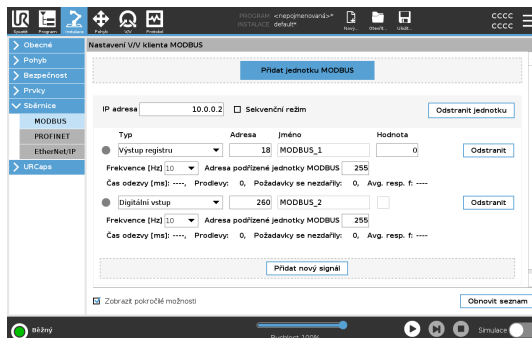 PROGRAM <nepojmenovaná>*
INSTALACE default*
Spustit Program Instalace Pohyb V/V Protokol Nový... Otevří... Uloži...
CCCC
CCCC
Obecné
Pohyb
Bezpečnost
Prvky
Sběrnice
MODBUS
PROFINET
EtherNet/IP
URCaps
Nastavení V/V klienta MODBUS
Přidat jednotku MODBUS
IP adresa 10.0.0.2 Sekvenční režim Odstranit jednotku
Typ Adresa Jméno Hodnota
Výstup registru 18 MODBUS_1 0 Odstranit
Frekvence [Hz] 10 Adresa podřízené jednotky MODBUS 255
Čas odezvy [ms]: ----, Prodlevy: 0, Požadavky se nezdařily: 0, Avg. resp. f: ----
Digitální vstup 260 MODBUS_2 Odstranit
Frekvence [Hz] 10 Adresa podřízené jednotky MODBUS 255
Čas odezvy [ms]: ----, Prodlevy: 0, Požadavky se nezdařily: 0, Avg. resp. f: ----
Přidat nový signál
Zobrazit pokročilé možnosti Obnovit seznam
Běžný
Rychlost 100%
Simulace